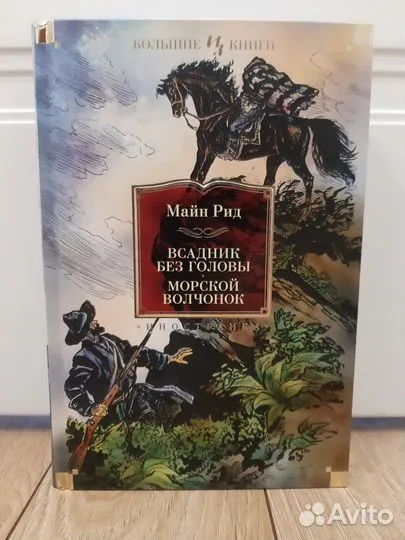 БОЛЬШИЕ И КНИГИ
Майн Рид
ВСАДНИК
БЕЗ ГОЛОВЫ
МОРСКОЙ
ВОЛЧОНОК
«ИНОСТРАНКА»
Avito